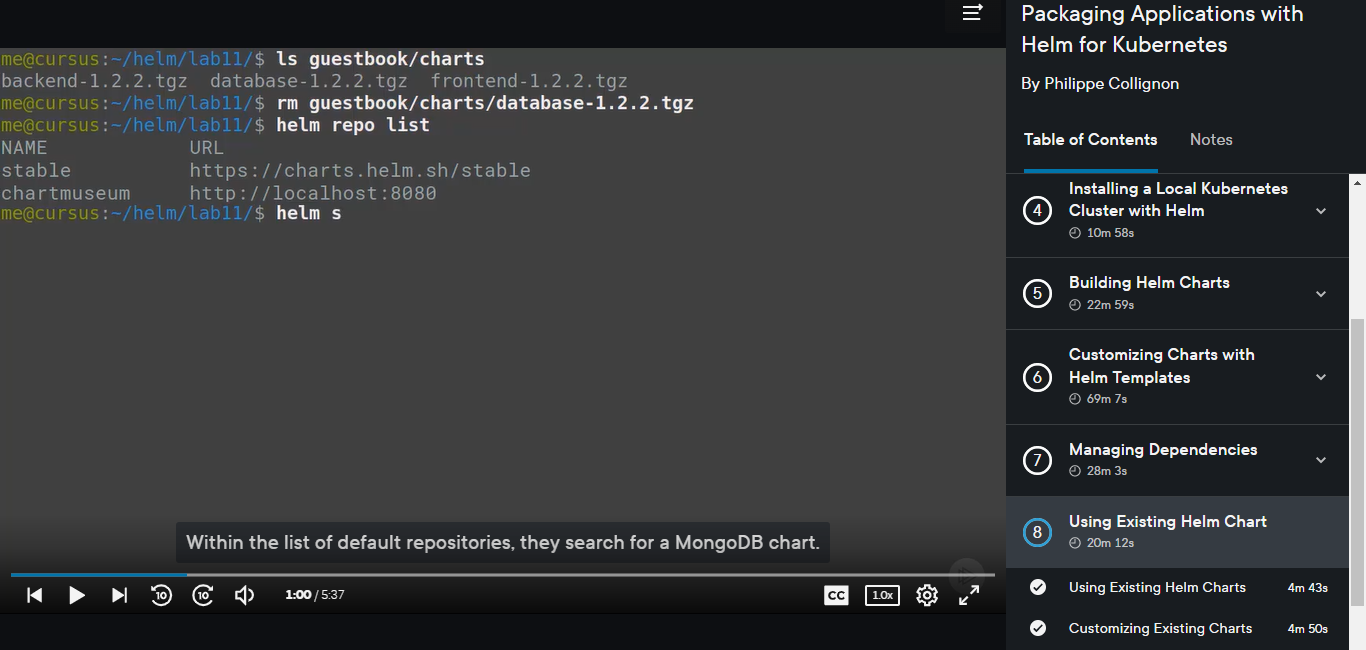 me@cursus:~/helm/lab11/$ ls guestbook/charts
backend-1.2.2.tgz database-1.2.2.tgz frontend-1.2.2.tgz
me@cursus:~/helm/lab11/$ rm guestbook/charts/database-1.2.2.tgz
me@cursus:~/helm/lab11/$ helm repo list
NAME URL
stable https://charts.helm.sh/stable
chartmuseum http://localhost:8080
me@cursus:~/helm/lab11/$ helm s
Within the list of default repositories, they search for a MongoDB chart.
10 10 1:00 / 5:37 CC 1.0x
Packaging Applications with
Helm for Kubernetes
By Philippe Collignon
Table of Contents Notes
4 Installing a Local Kubernetes
Cluster with Helm
10m 58s
5 Building Helm Charts
22m 59s
6 Customizing Charts with
Helm Templates
69m 7s
7 Managing Dependencies
28m 3s
8 Using Existing Helm Chart
20m 12s
Using Existing Helm Charts 4m 43s
Customizing Existing Charts 4m 50s